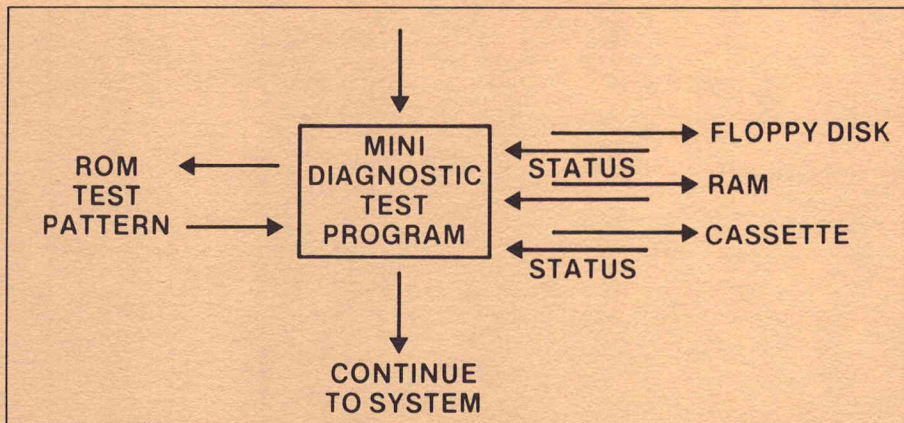 ROM
TEST
PATTERN
MINI
DIAGNOSTIC
TEST
PROGRAM
FLOPPY DISK
STATUS
RAM
CASSETTE
STATUS
CONTINUE
TO SYSTEM